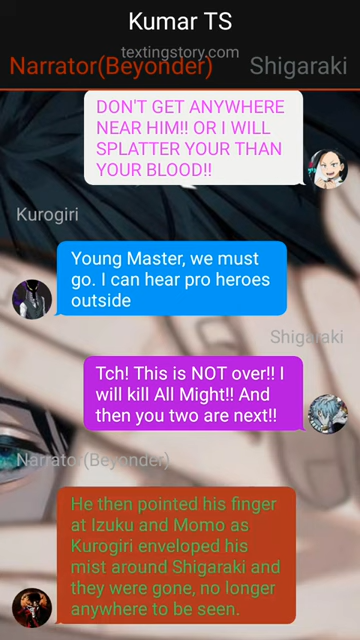 Kumar TS
textingstory.com
Narrator(Beyonder)
Shigaraki
DON'T GET ANYWHERE
NEAR HIM!! OR I WILL
SPLATTER YOUR THAN
YOUR BLOOD!!
Kurogiri
Young Master, we must
go. I can hear pro heroes
outside
Shigaraki
Tch! This is NOT over!! I
will kill All Might!! And
then you two are next!!
Narrator(Beyonder)
He then pointed his finger
at Izuku and Momo as
Kurogiri enveloped his
mist around Shigaraki and
they were gone, no longer
anywhere to be seen.